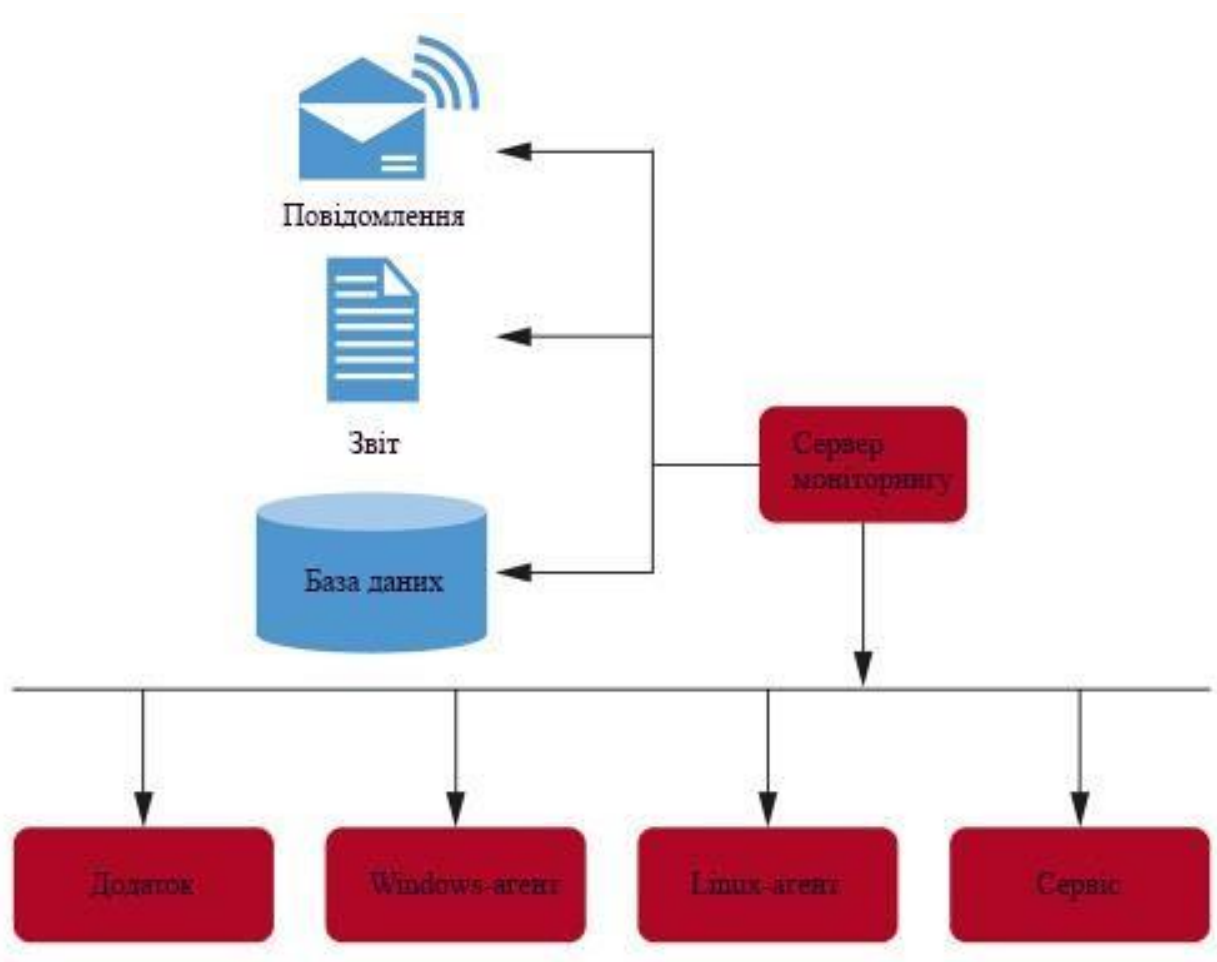 Повідомлення
Звіт
Сервер
моніторингу
База даних
Додаток
Windows-агент
Linux-агент
Сервіс